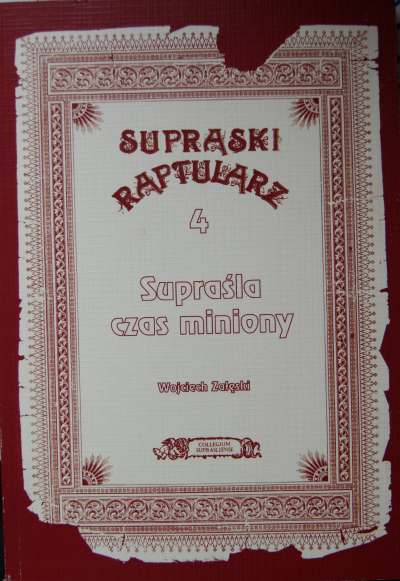 SUPRASKI
RAPTULARZ
4
Supraśla
czas miniony
Wojciech Załęski
COLLEGIUM
SUPRASLIENSE